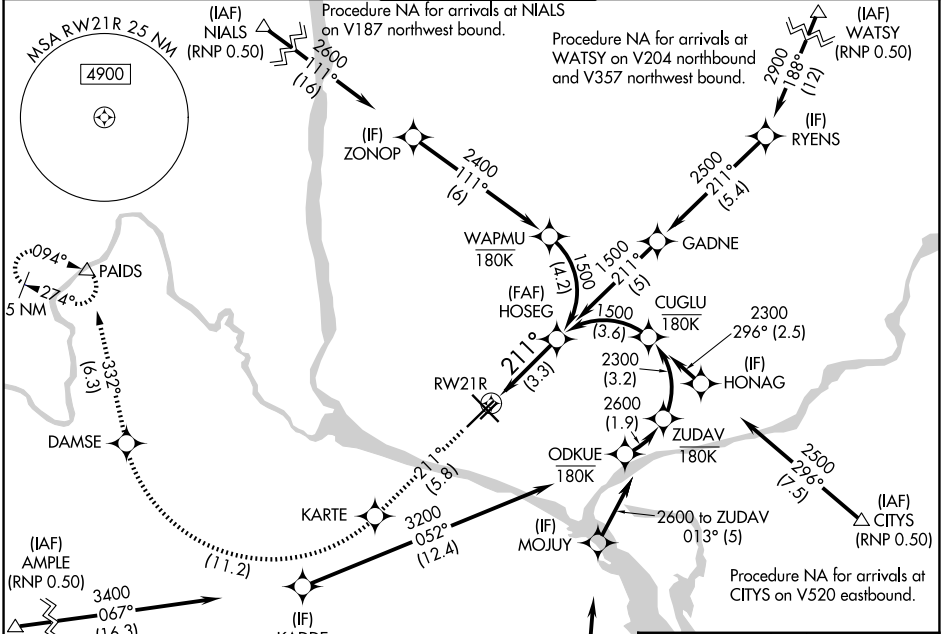 (IAF)
NIALS
(RNP 0.50)
Procedure NA for arrivals at NIALS
on V187 northwest bound.
(IAF)
WATSY
(RNP 0.50)
Procedure NA for arrivals at
WATSY on V204 northbound
and V357 northwest bound.
MSA RW21R 25 NM
4900
2600
111°
(16)
2900
188°
(12)
(IF)
ZONOP
(IF)
RYENS
2400
111°
(6)
2500
211°
(5.4)
WAPMU
180K
GADNE
1500
(4.2)
1500
211°
(5)
094°
PAIDS
274°
5 NM
(FAF)
HOSEG
CUGLU
180K
1500
(3.6)
2300
296° (2.5)
211°
(3.3)
2300
(3.2)
(IF)
HONAG
332°
(6.3)
RW21R
2600
(1.9)
ZUDAV
180K
DAMSE
ODKUE
180K
211°
(5.8)
2500
296°
(7.5)
KARTE
3200
052°
(12.4)
(IAF)
CITYS
(RNP 0.50)
2600 to ZUDAV
013° (5)
(IF)
MOJUY
(11.2)
(IAF)
AMPLE
(RNP 0.50)
Procedure NA for arrivals at
CITYS on V520 eastbound.
3400
067°
(16.3)
(IF)